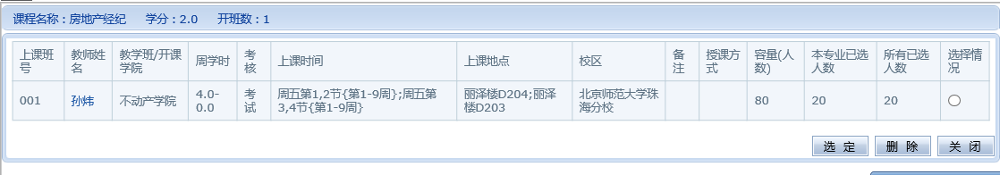 课程名称：房地产经纪 学分：2.0 开班数：1
上课班号 教师姓名 教学班/开课学院 周学时 考核 上课时间 上课地点 校区 备注 授课方式 容量(人数) 本专业已选人数 所有已选人数 选择情况
001 孙炜 不动产学院 4.0-0.0 考试 周五第1,2节{第1-9周};周五第3,4节{第1-9周} 丽泽楼D204;丽泽楼D203 北京师范大学珠海分校 80 20 20
选 定 删 除 关 闭